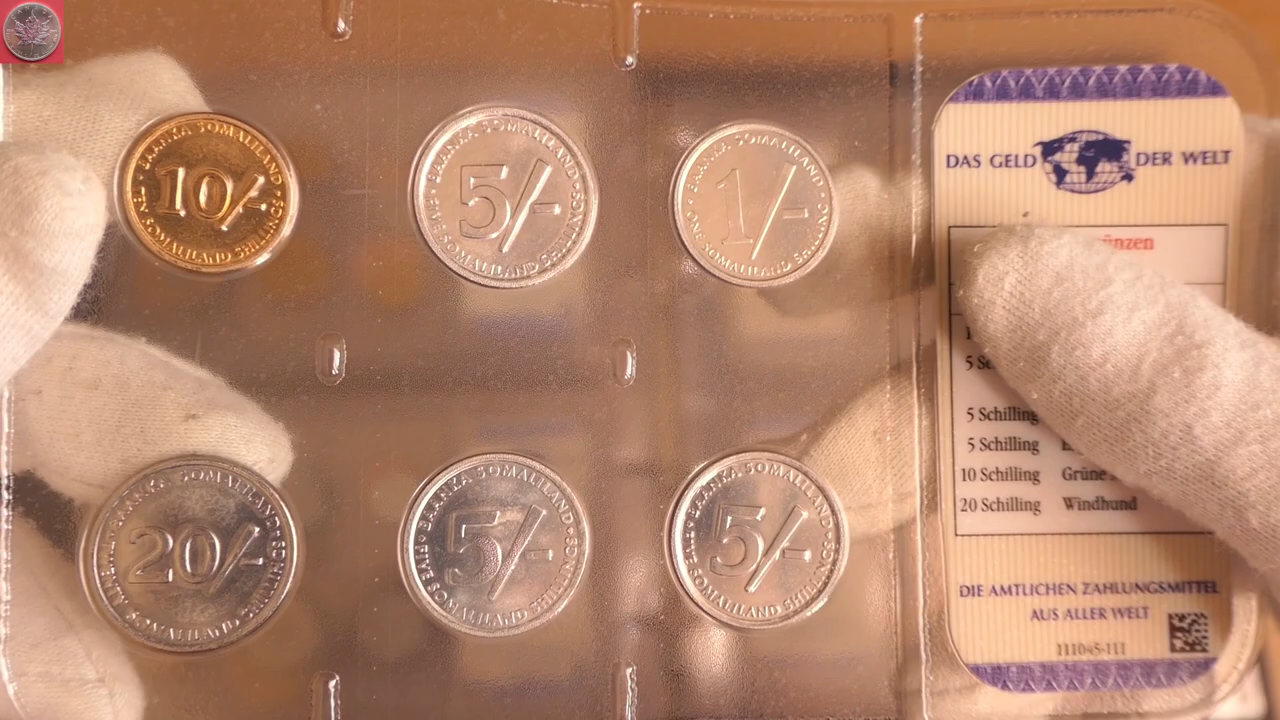 BAANKA SOMALILAND
10/-
TEN SOMALILAND SHILLINGS
BAANKA SOMALILAND
5/-
FIVE SOMALILAND SHILLINGS
BAANKA SOMALILAND
1/-
ONE SOMALILAND SHILLING
BAANKA SOMALILAND
20/-
SOMALILAND SHILLINGS
BAANKA SOMALILAND
5/-
FIVE SOMALILAND SHILLINGS
BAANKA SOMALILAND
5/-
FIVE SOMALILAND SHILLINGS
DAS GELD DER WELT
5 Schilling
5 Schilling
10 Schilling Grüne
20 Schilling Windhund
DIE AMTLICHEN ZAHLUNGSMITTEL
AUS ALLER WELT
111045-111